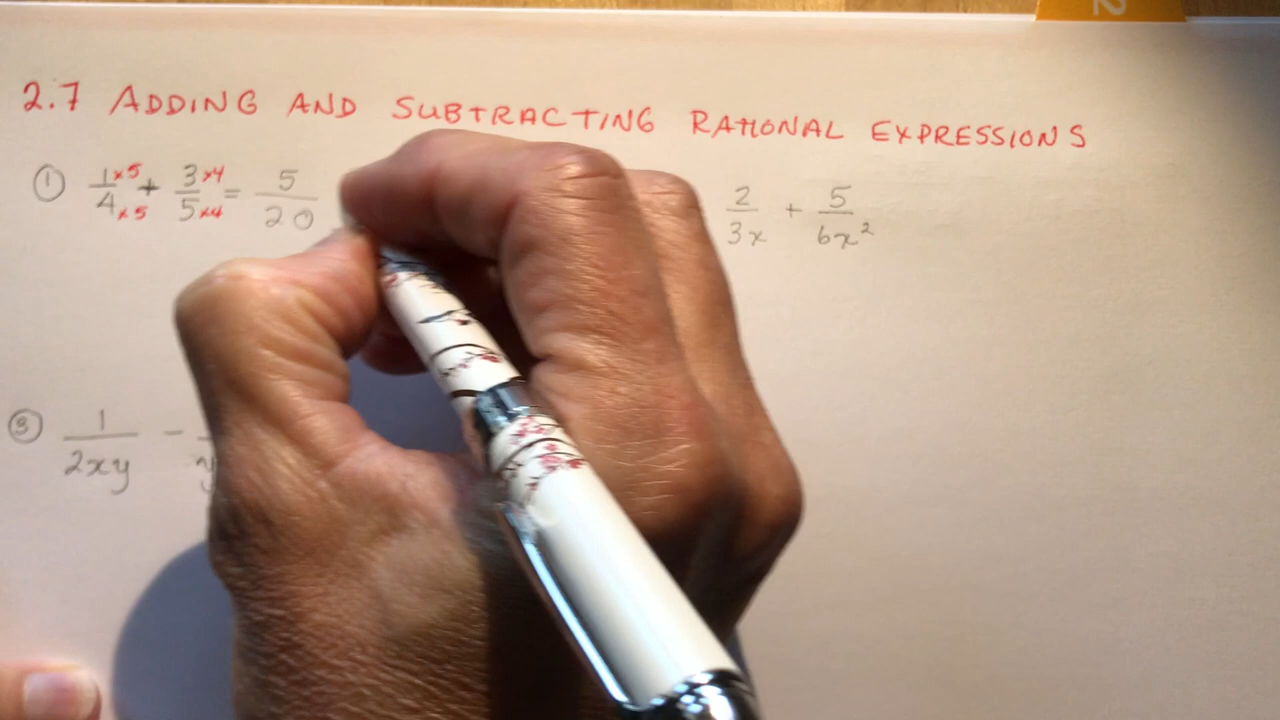 2
2.7 ADDING AND SUBTRACTING RATIONAL EXPRESSIONS
① 1×5/4×5 + 3×4/5×4 = 5/20
2/3x + 5/6x²
③ 1/2xy -